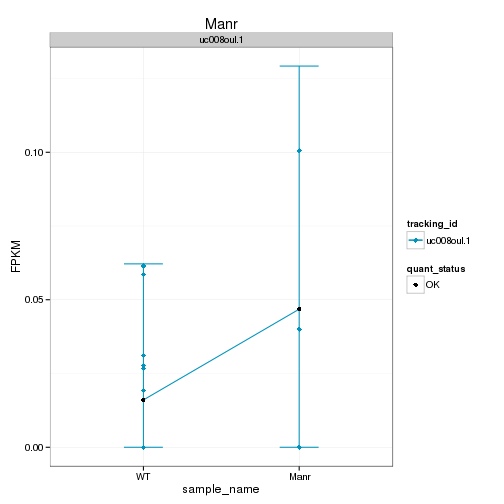 Manr
uc008oul.1
0.10
0.05
0.00
FPKM
WT
Manr
sample_name
tracking_id
uc008oul.1
quant_status
OK